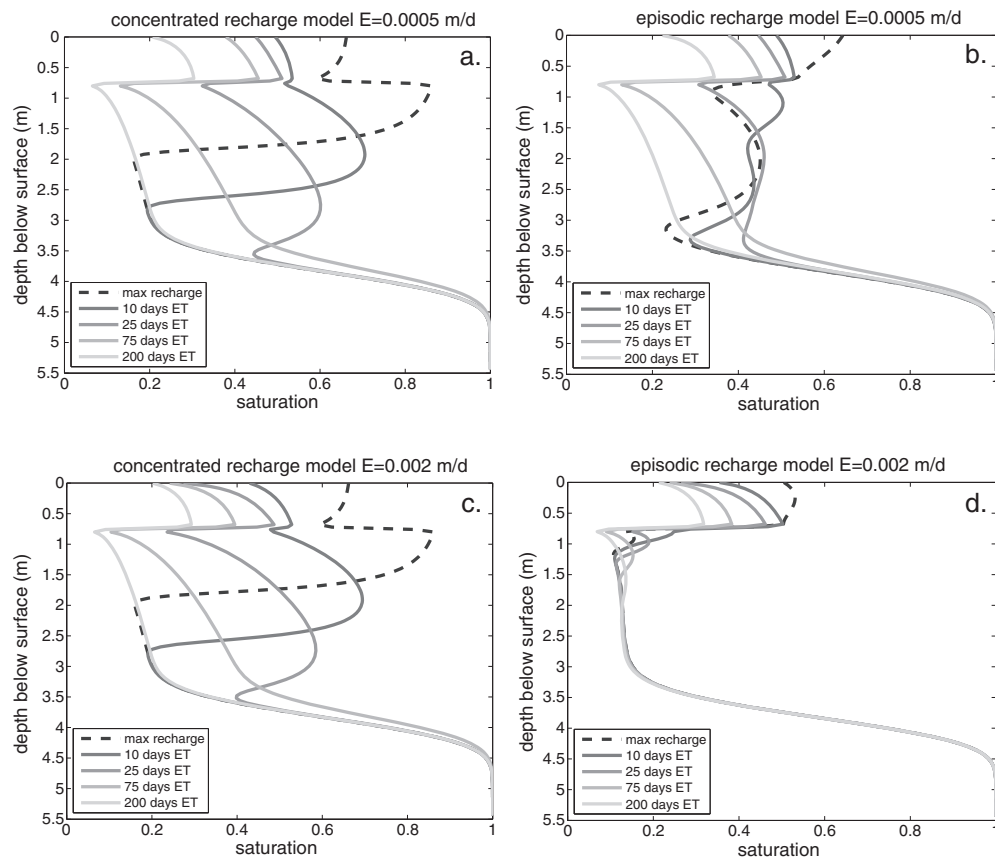 concentrated recharge model E=0.0005 m/d
a.
0
0.5
1
1.5
2
2.5
3
3.5
4
4.5
5
5.5
depth below surface (m)
max recharge
10 days ET
25 days ET
75 days ET
200 days ET
0 0.2 0.4 0.6 0.8 1
saturation
episodic recharge model E=0.0005 m/d
b.
0
0.5
1
1.5
2
2.5
3
3.5
4
4.5
5
5.5
depth below surface (m)
max recharge
10 days ET
25 days ET
75 days ET
200 days ET
0 0.2 0.4 0.6 0.8 1
saturation
concentrated recharge model E=0.002 m/d
c.
0
0.5
1
1.5
2
2.5
3
3.5
4
4.5
5
5.5
depth below surface (m)
max recharge
10 days ET
25 days ET
75 days ET
200 days ET
0 0.2 0.4 0.6 0.8 1
saturation
episodic recharge model E=0.002 m/d
d.
0
0.5
1
1.5
2
2.5
3
3.5
4
4.5
5
5.5
depth below surface (m)
max recharge
10 days ET
25 days ET
75 days ET
200 days ET
0 0.2 0.4 0.6 0.8 1
saturation